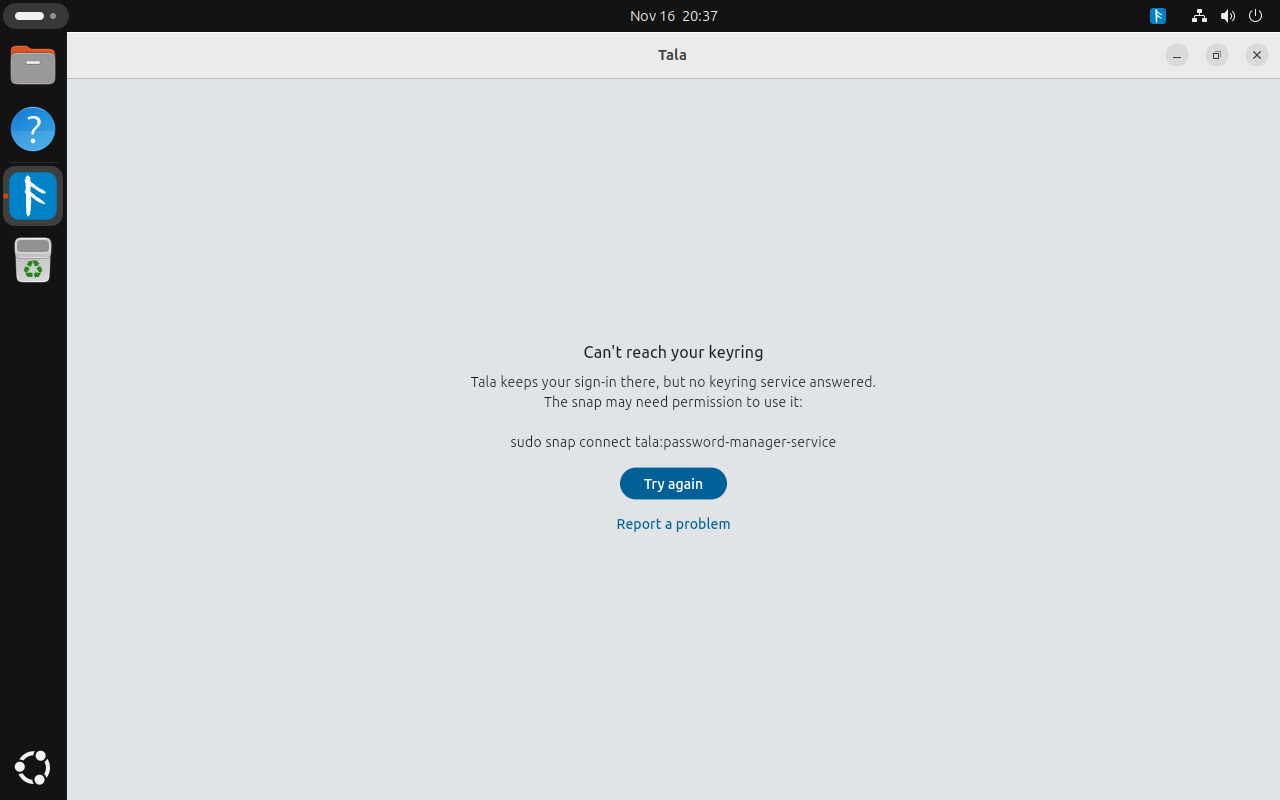 Nov 16 20:37
Tala
Can't reach your keyring
Tala keeps your sign-in there, but no keyring service answered.
The snap may need permission to use it:
sudo snap connect tala:password-manager-service
Try again
Report a problem